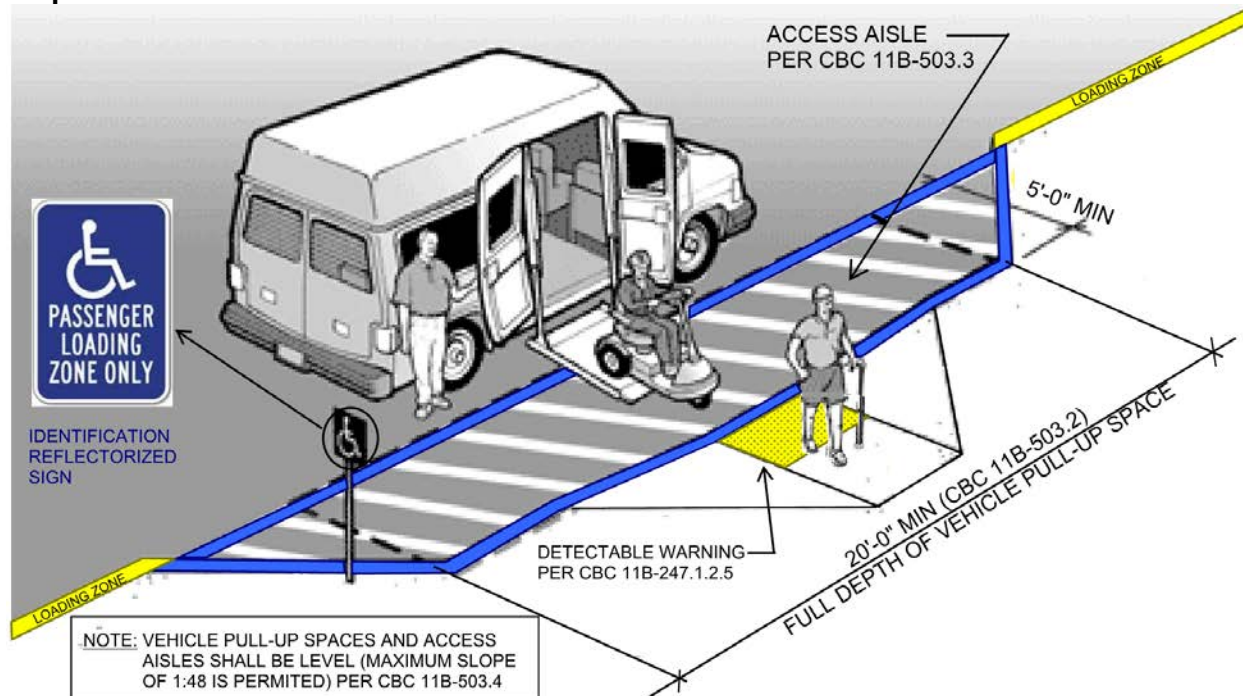 ACCESS AISLE
PER CBC 11B-503.3
LOADING ZONE
5'-0" MIN
PASSENGER
LOADING
ZONE ONLY
IDENTIFICATION
REFLECTORIZED
SIGN
20'-0" MIN (CBC 11B-503.2)
FULL DEPTH OF VEHICLE PULL-UP SPACE
DETECTABLE WARNING
PER CBC 11B-247.1.2.5
LOADING ZONE
NOTE: VEHICLE PULL-UP SPACES AND ACCESS
AISLES SHALL BE LEVEL (MAXIMUM SLOPE
OF 1:48 IS PERMITED) PER CBC 11B-503.4